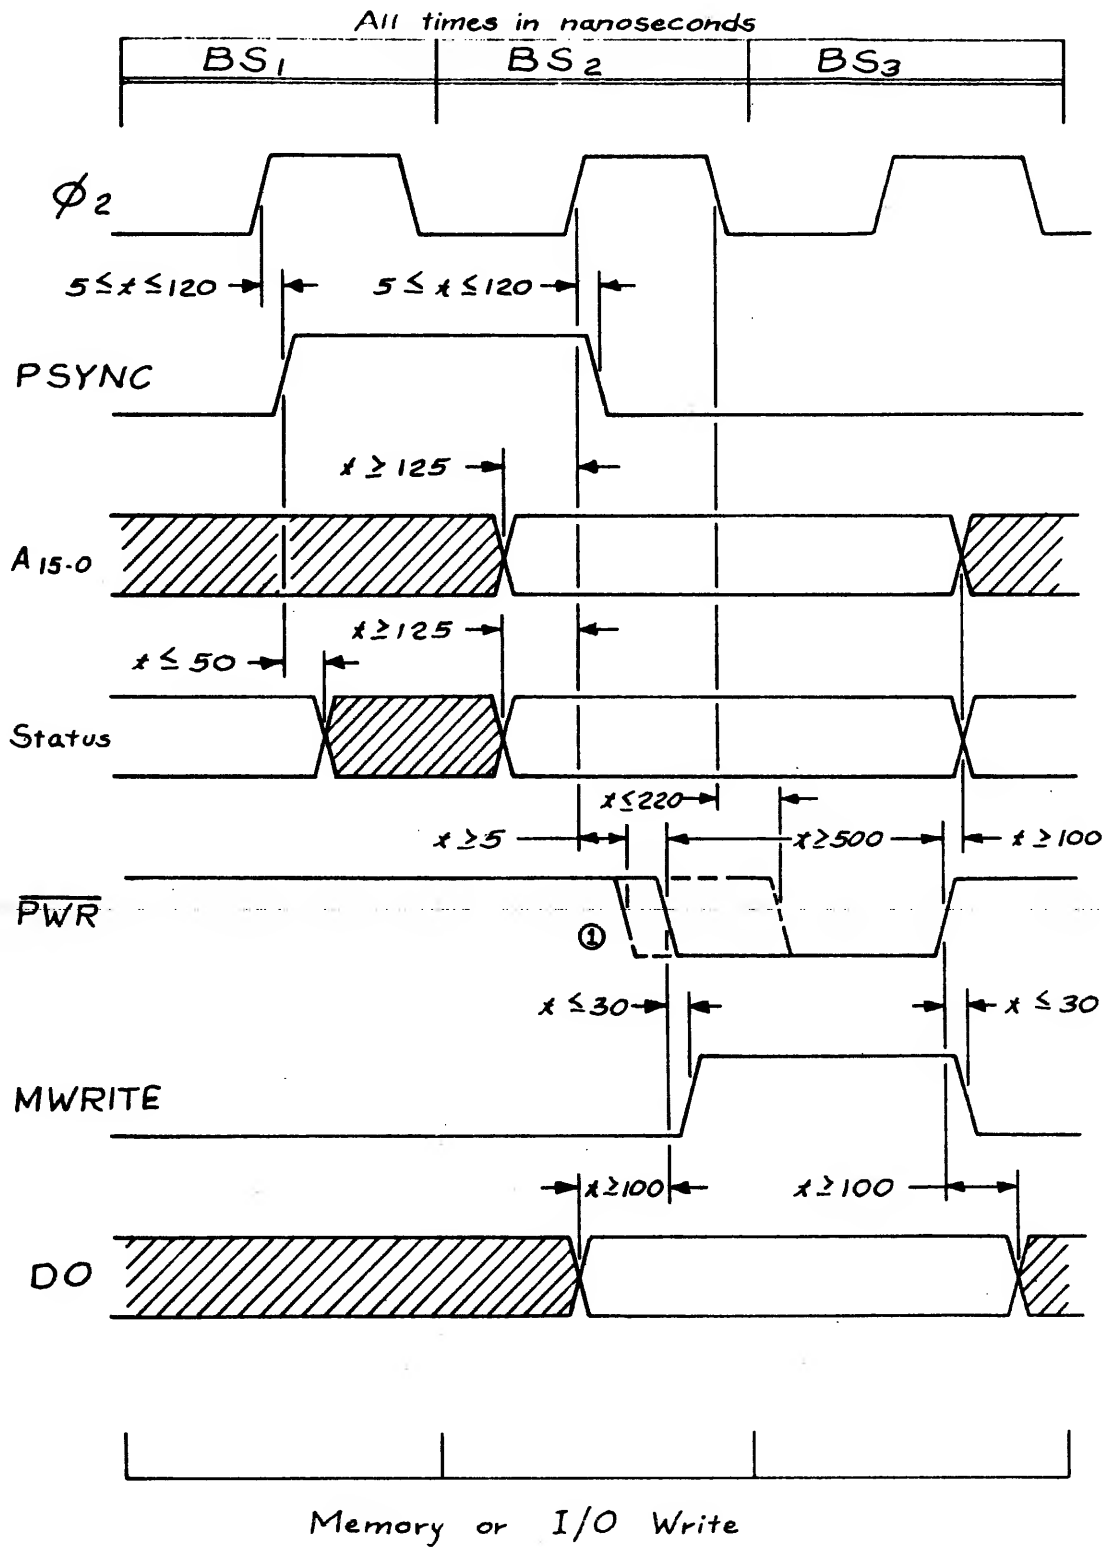 All times in nanoseconds
BS1 BS2 BS3
ϕ2
5 ≤ t ≤ 120 5 ≤ t ≤ 120
PSYNC
t ≥ 125
A15-0
t ≥ 125
t ≤ 50
Status
t ≤ 220
t ≥ 5 t ≥ 500 t ≥ 100
P̅W̅R̅
①
t ≤ 30 t ≤ 30
MWRITE
t ≥ 100 t ≥ 100
DO
Memory or I/O Write